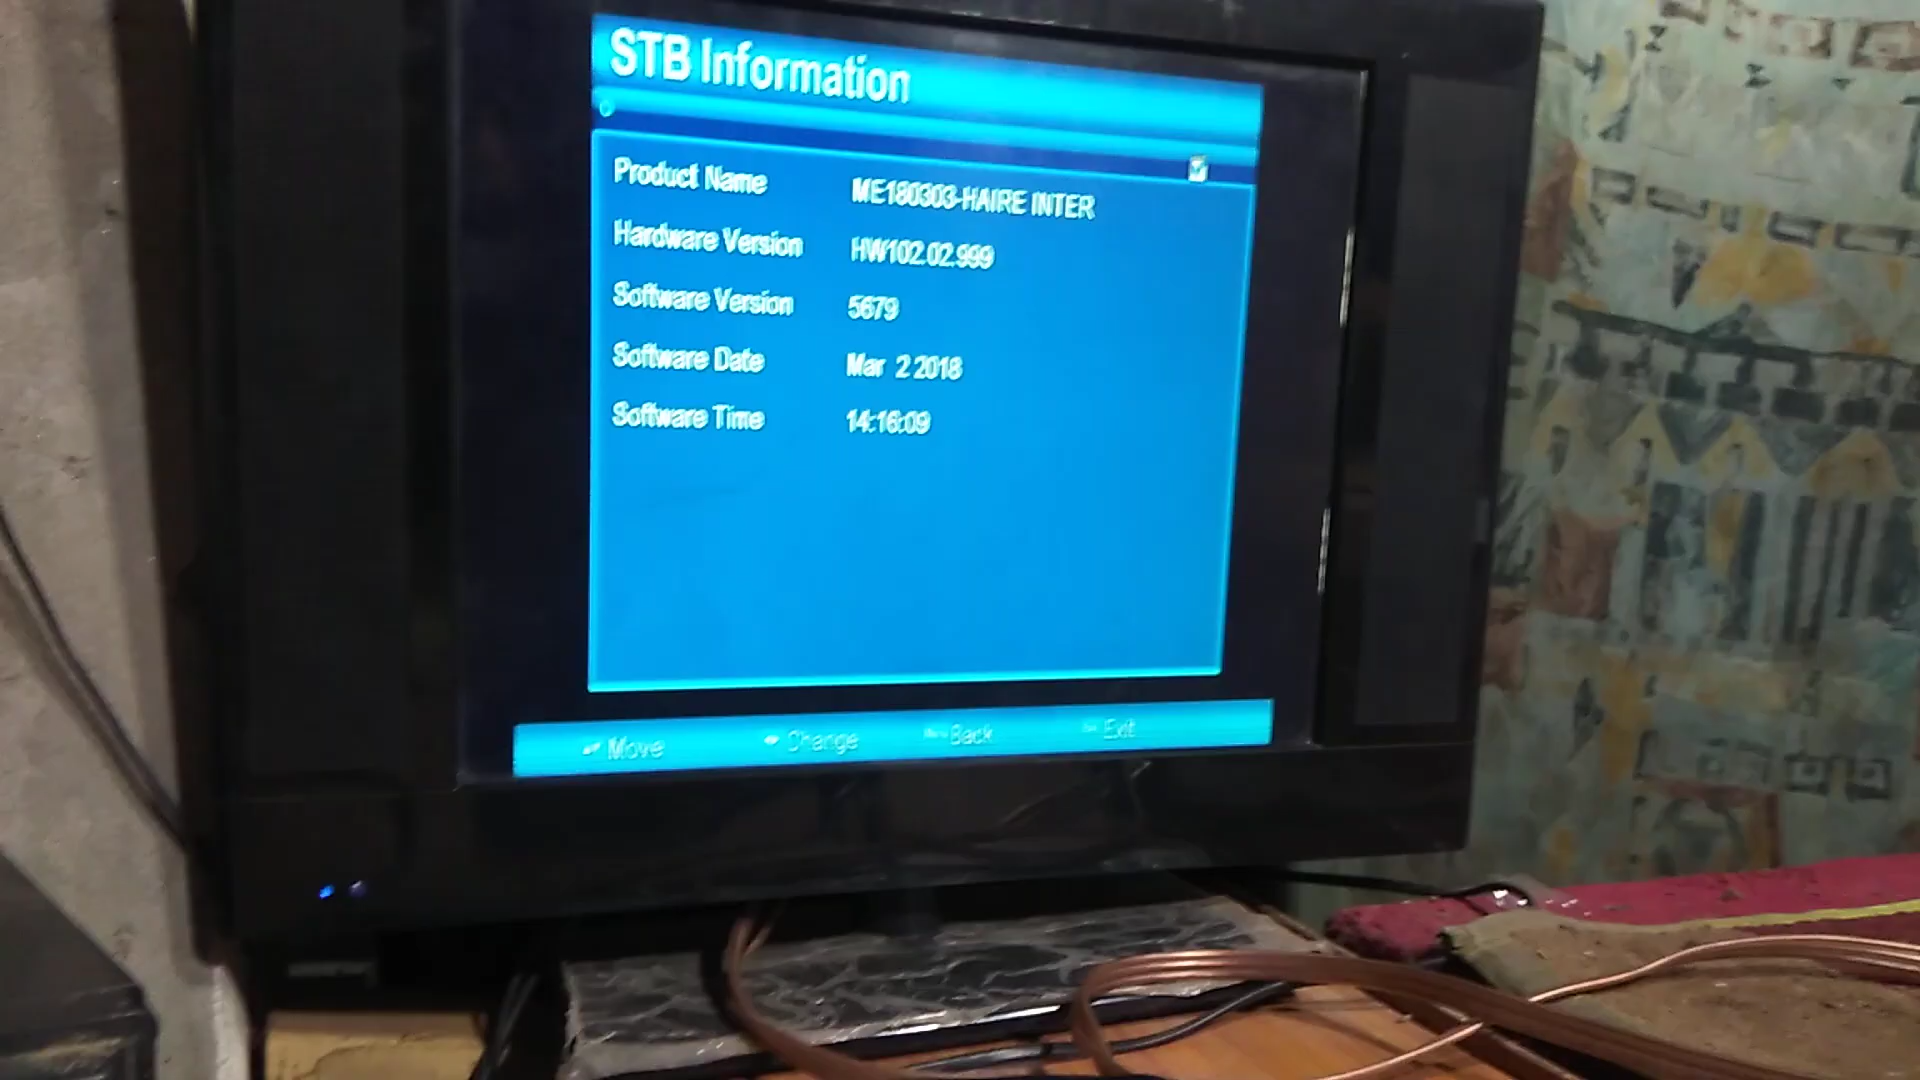 STB Information
Product Name ME180303-HAIRE INTER
Hardware Version HW102.02.999
Software Version 5679
Software Date Mar 2 2018
Software Time 14:16:09
Move Change Back Exit